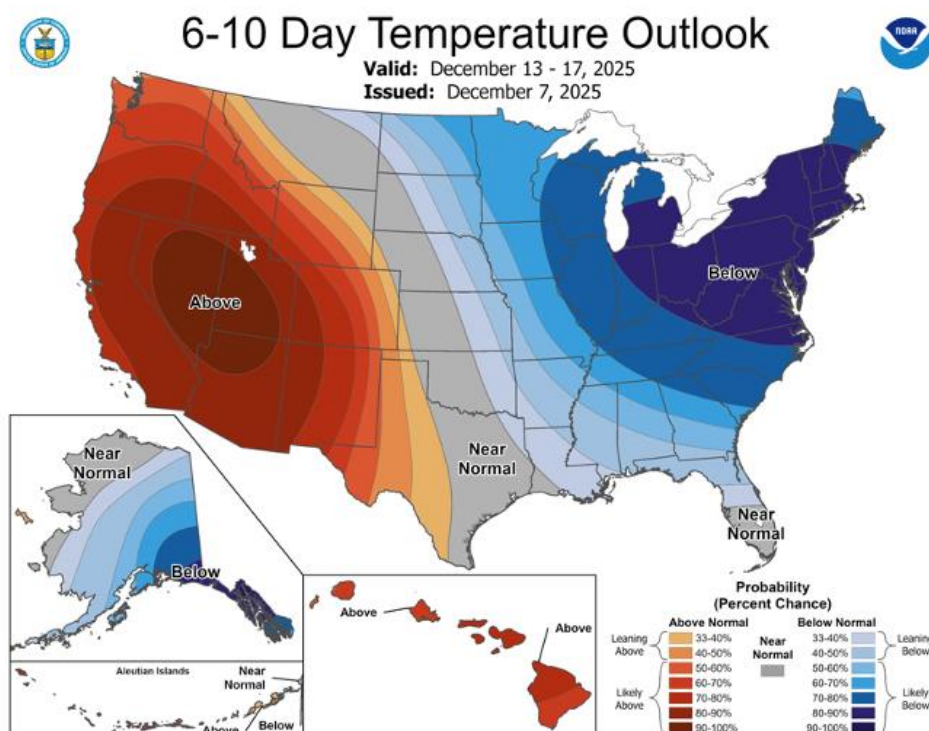 6-10 Day Temperature Outlook
Valid: December 13 - 17, 2025
Issued: December 7, 2025
NOAA
Above
Below
Near
Normal
Near
Normal
Near
Normal
Below
Aleutian Islands
Near
Normal
Above
Below
Above
Above
Probability
(Percent Chance)
Above Normal
Below Normal
Leaning
Above
33-40%
40-50%
Likely
Above
50-60%
60-70%
70-80%
80-90%
90-100%
Near
Normal
33-40%
40-50%
Leaning
Below
50-60%
60-70%
70-80%
80-90%
90-100%
Likely
Below